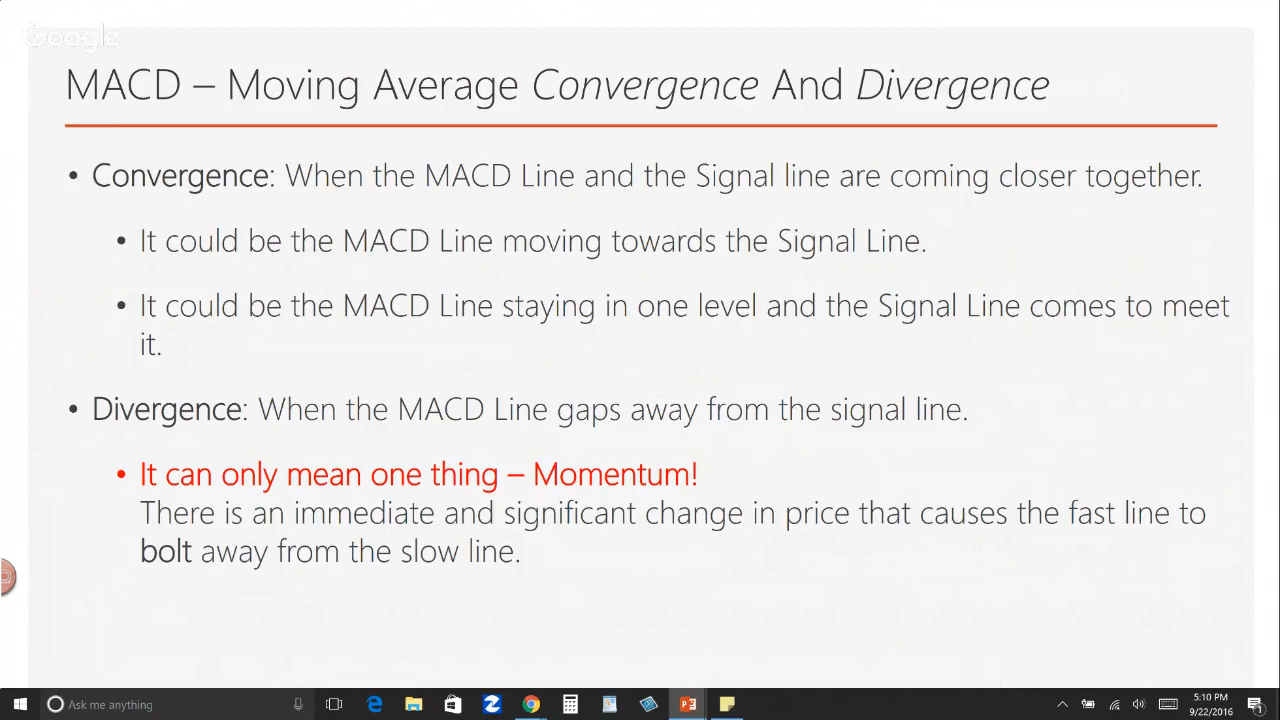 Google
MACD – Moving Average Convergence And Divergence
• Convergence: When the MACD Line and the Signal line are coming closer together.
• It could be the MACD Line moving towards the Signal Line.
• It could be the MACD Line staying in one level and the Signal Line comes to meet
it.
• Divergence: When the MACD Line gaps away from the signal line.
• It can only mean one thing – Momentum!
There is an immediate and significant change in price that causes the fast line to
bolt away from the slow line.
Ask me anything
5:10 PM
9/22/2016